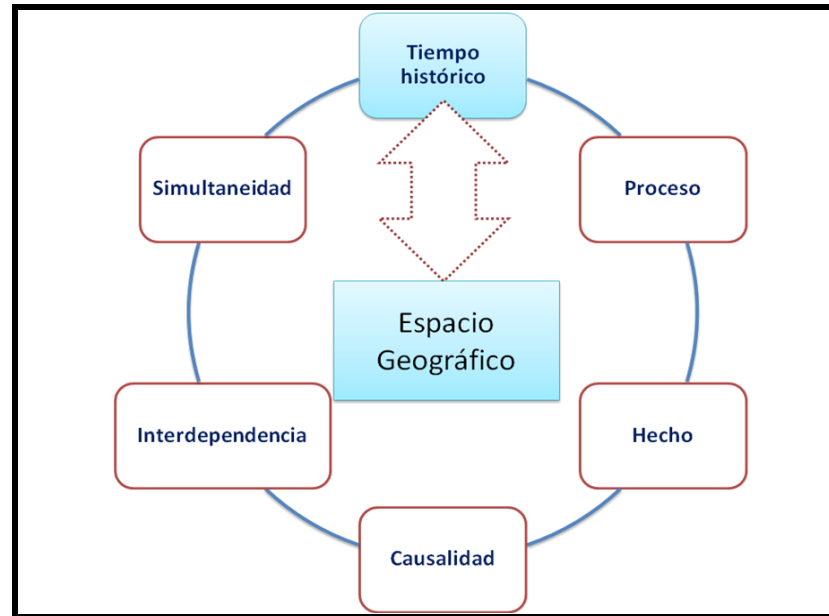 Tiempo
histórico
Simultaneidad
Proceso
Espacio
Geográfico
Interdependencia
Hecho
Causalidad